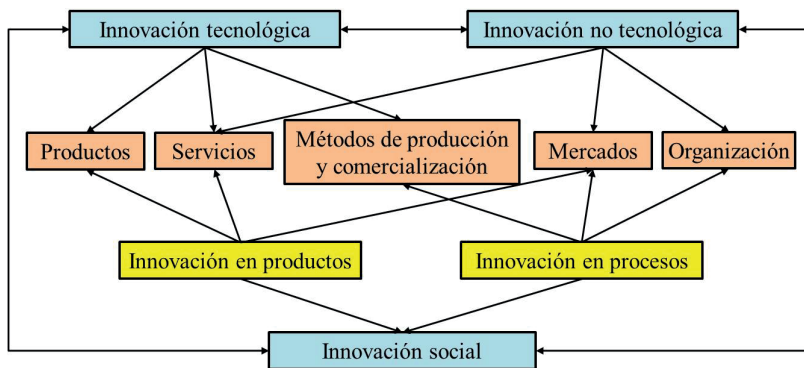 Innovación tecnológica
Innovación no tecnológica
Productos
Servicios
Métodos de producción
y comercialización
Mercados
Organización
Innovación en productos
Innovación en procesos
Innovación social